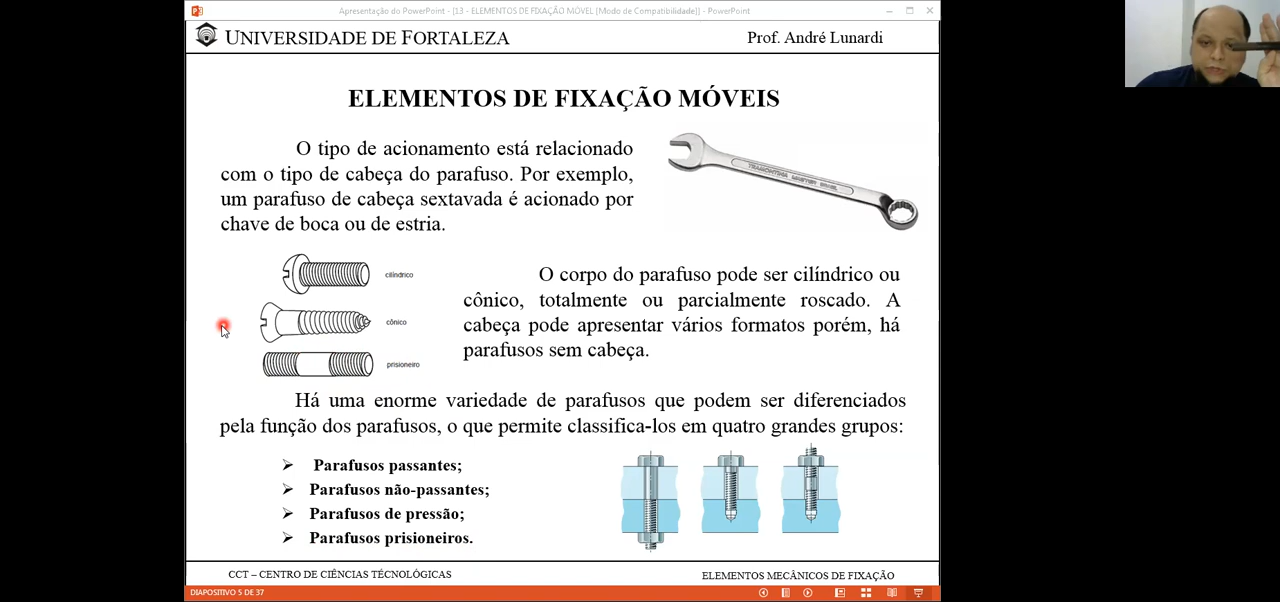 Apresentação do PowerPoint - [13 - ELEMENTOS DE FIXAÇÃO MÓVEL [Modo de Compatibilidade]] - PowerPoint
UNIVERSIDADE DE FORTALEZA
Prof. André Lunardi
ELEMENTOS DE FIXAÇÃO MÓVEIS
O tipo de acionamento está relacionado
com o tipo de cabeça do parafuso. Por exemplo,
um parafuso de cabeça sextavada é acionado por
chave de boca ou de estria.
TRAMONTINA MASTER BRASIL
cilíndrico
cônico
prisioneiro
O corpo do parafuso pode ser cilíndrico ou
cônico, totalmente ou parcialmente roscado. A
cabeça pode apresentar vários formatos porém, há
parafusos sem cabeça.
Há uma enorme variedade de parafusos que podem ser diferenciados
pela função dos parafusos, o que permite classifica-los em quatro grandes grupos:
➢ Parafusos passantes;
➢ Parafusos não-passantes;
➢ Parafusos de pressão;
➢ Parafusos prisioneiros.
CCT – CENTRO DE CIÊNCIAS TÉCNOLÓGICAS
ELEMENTOS MECÂNICOS DE FIXAÇÃO
DIAPOSITIVO 5 DE 37